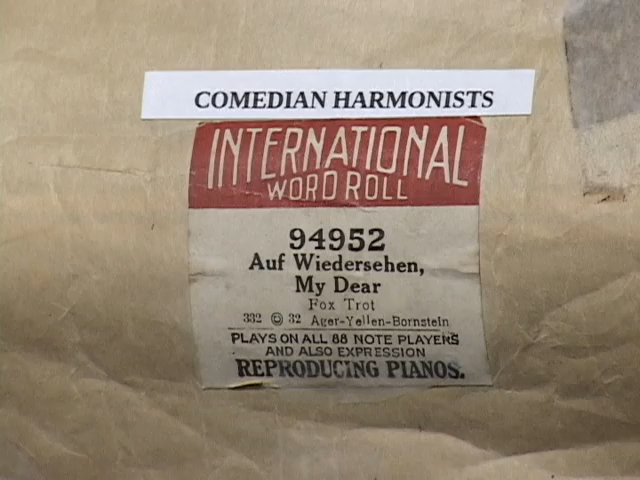 COMEDIAN HARMONISTS
INTERNATIONAL
WORD ROLL
94952
Auf Wiedersehen,
My Dear
Fox Trot
332 © 32 Ager-Yellen-Bornstein
PLAYS ON ALL 88 NOTE PLAYERS
AND ALSO EXPRESSION
REPRODUCING PIANOS.